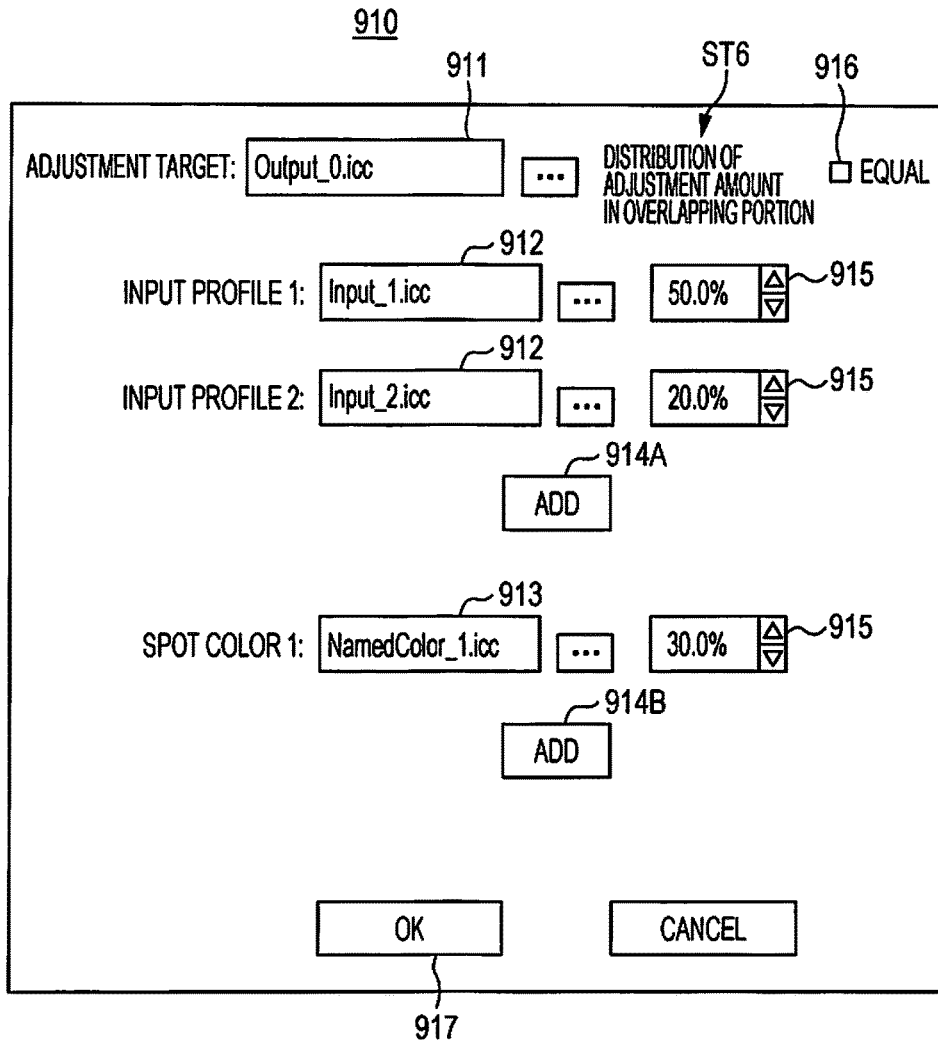 910
911
ST6
916
ADJUSTMENT TARGET: Output_0.icc ... DISTRIBUTION OF
ADJUSTMENT AMOUNT
IN OVERLAPPING PORTION
EQUAL
912
INPUT PROFILE 1: Input_1.icc ... 50.0% 915
912
INPUT PROFILE 2: Input_2.icc ... 20.0% 915
914A
ADD
913
SPOT COLOR 1: NamedColor_1.icc ... 30.0% 915
914B
ADD
OK CANCEL
917